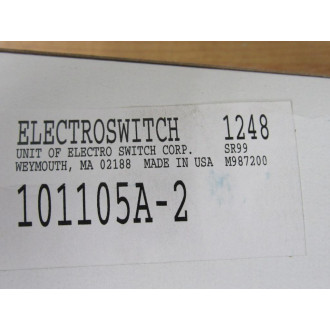 ELECTROSWITCH 1248
UNIT OF ELECTRO SWITCH CORP. SR99
WEYMOUTH, MA 02188 MADE IN USA M987200
101105A-2